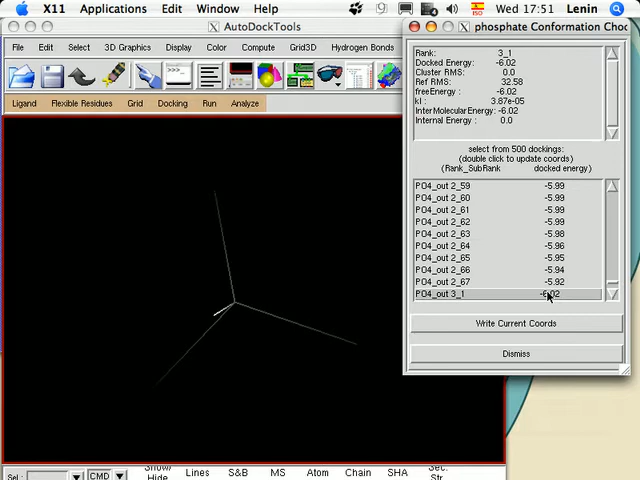 X11 Applications Edit Window Help Wed 17:51 Lenin
AutoDockTools
File Edit Select 3D Graphics Display Color Compute Grid3D Hydrogen Bonds
Ligand Flexible Residues Grid Docking Run Analyze
phosphate Conformation Choo
Rank: 3_1
Docked Energy: -6.02
Cluster RMS: 0.0
Ref RMS: 32.58
freeEnergy: -6.02
kI: 3.87e-05
InterMolecularEnergy: -6.02
Internal Energy : 0.0
select from 500 dockings:
(double click to update coords)
(Rank_SubRank docked energy)
PO4_out 2_59 -5.99
PO4_out 2_60 -5.99
PO4_out 2_61 -5.99
PO4_out 2_62 -5.99
PO4_out 2_63 -5.98
PO4_out 2_64 -5.96
PO4_out 2_65 -5.95
PO4_out 2_66 -5.94
PO4_out 2_67 -5.92
PO4_out 3_1 -6.02
Write Current Coords
Dismiss
Sel.: CMD Show/ Lines S&B MS Atom Chain SHA Sec.
Hide Str.